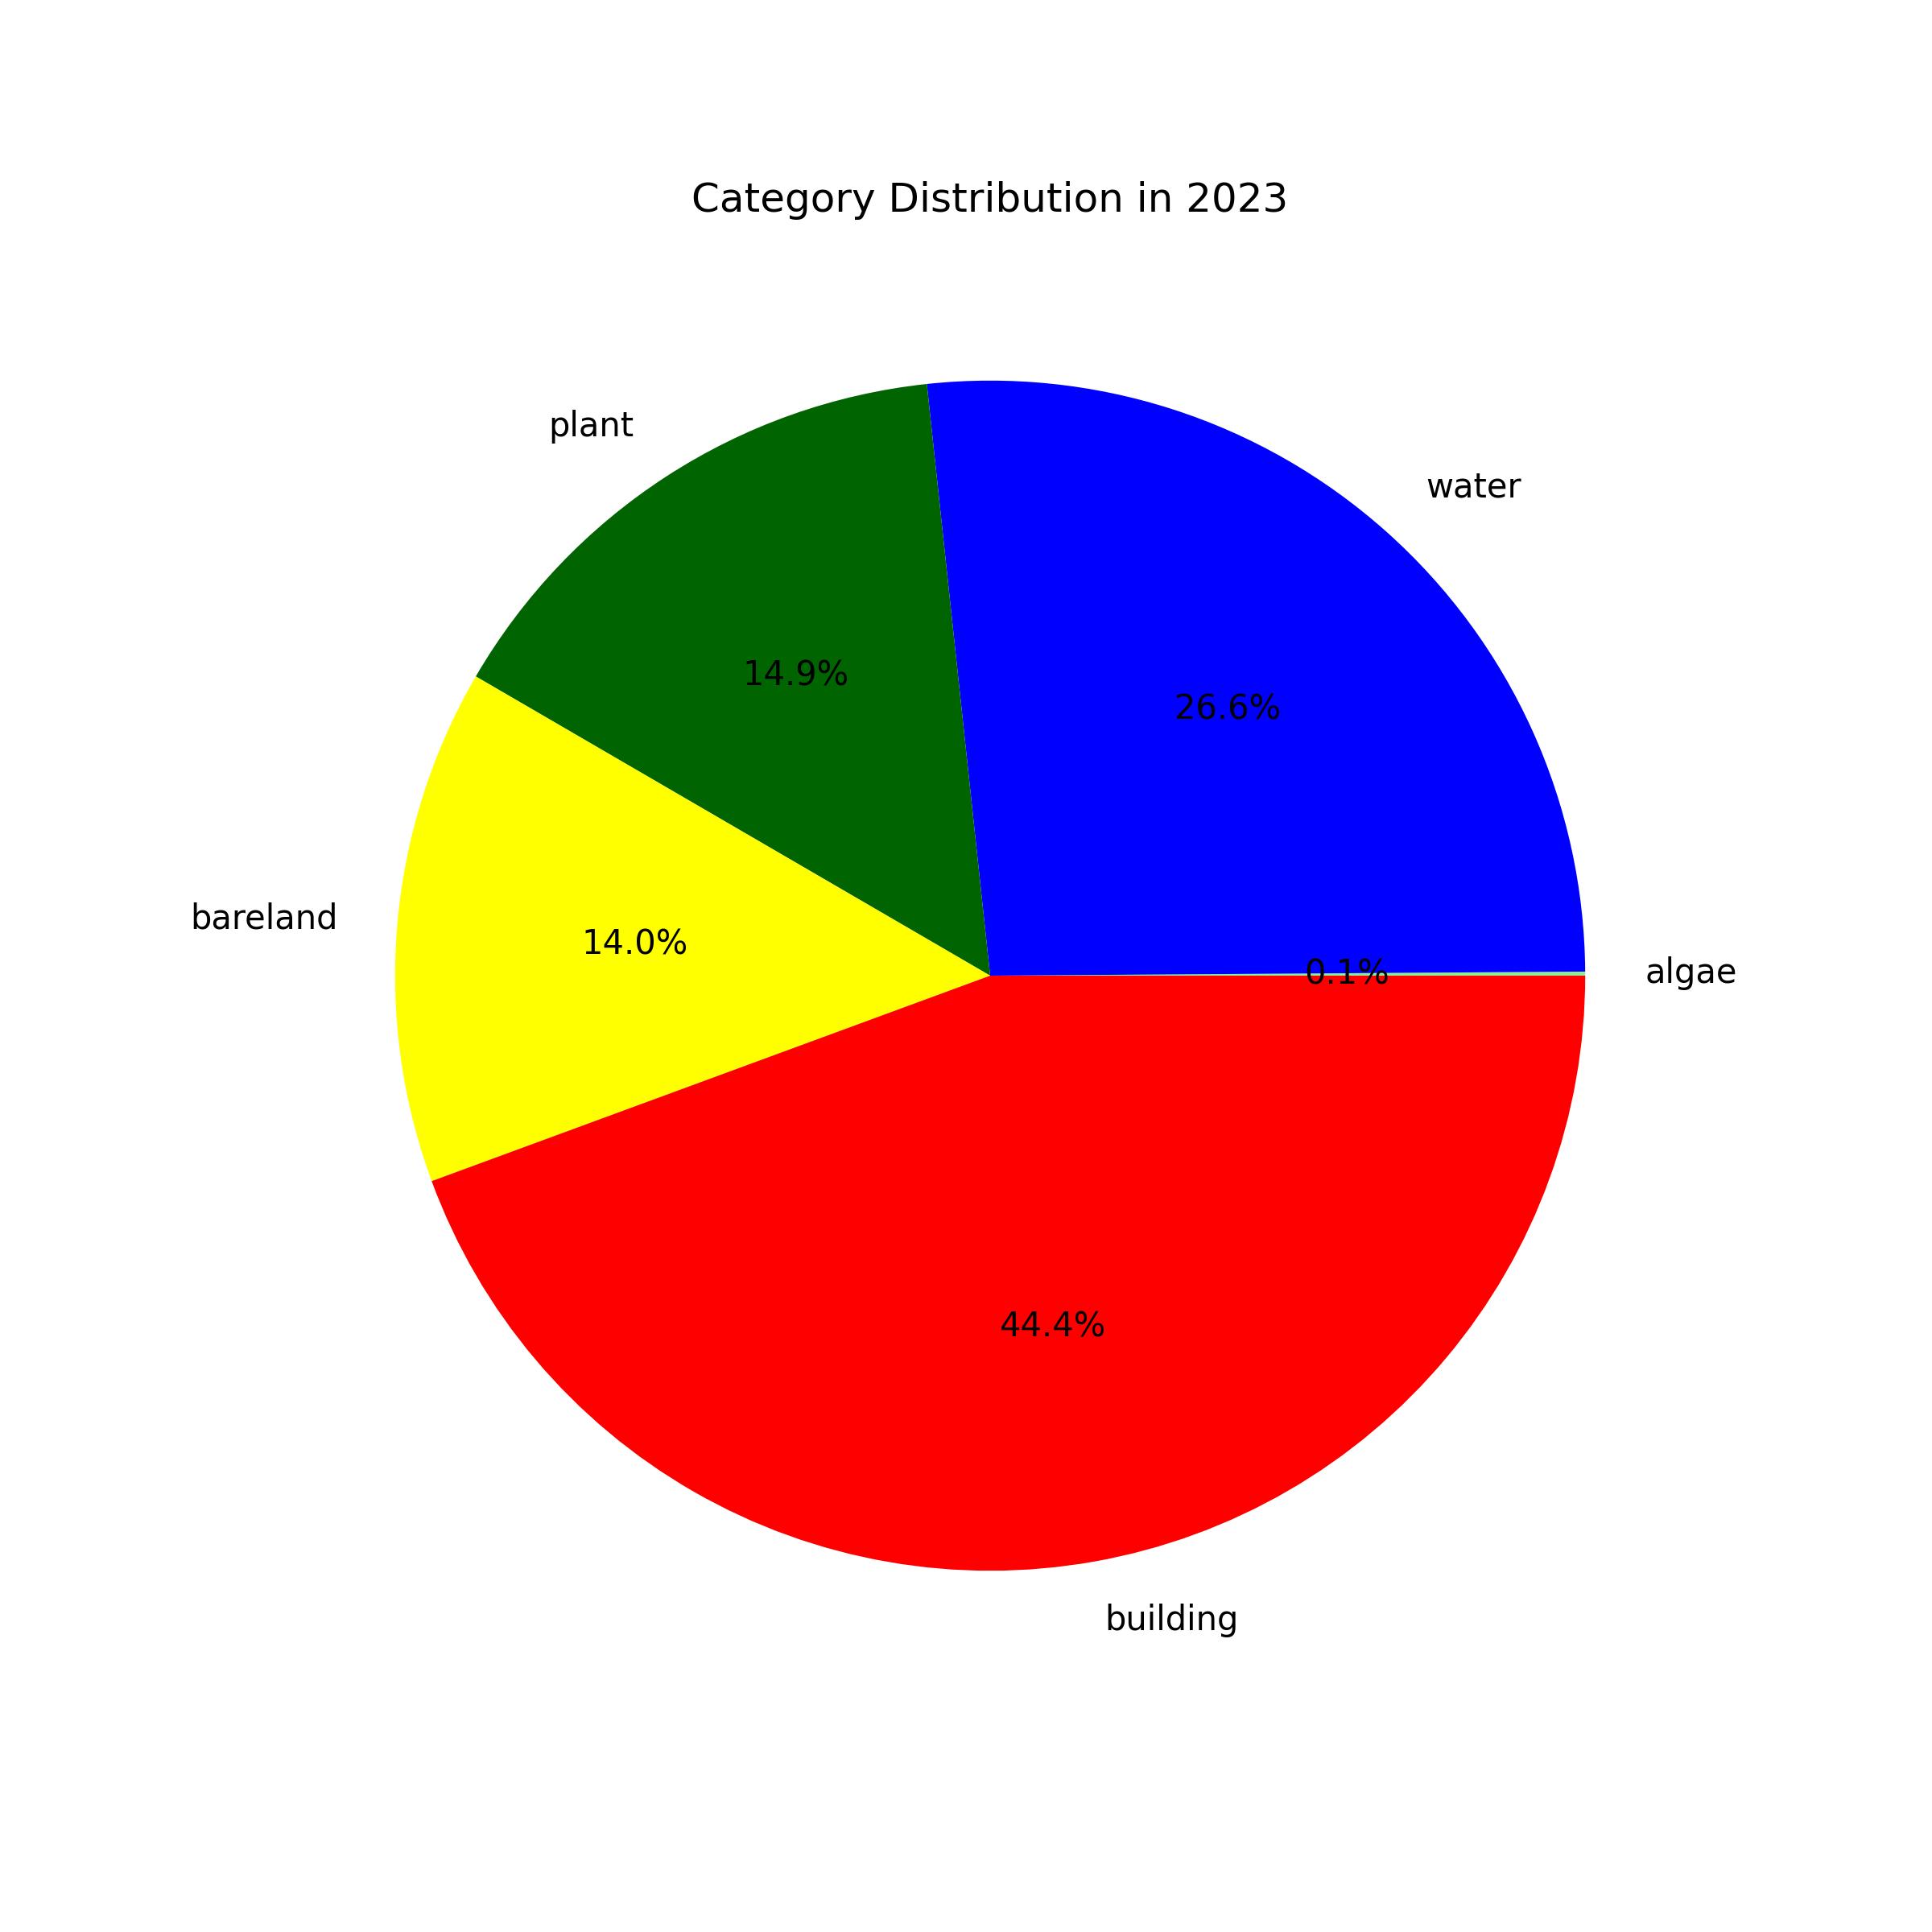 Category Distribution in 2023
plant
water
14.9%
26.6%
bareland
14.0%
0.1%
algae
44.4%
building